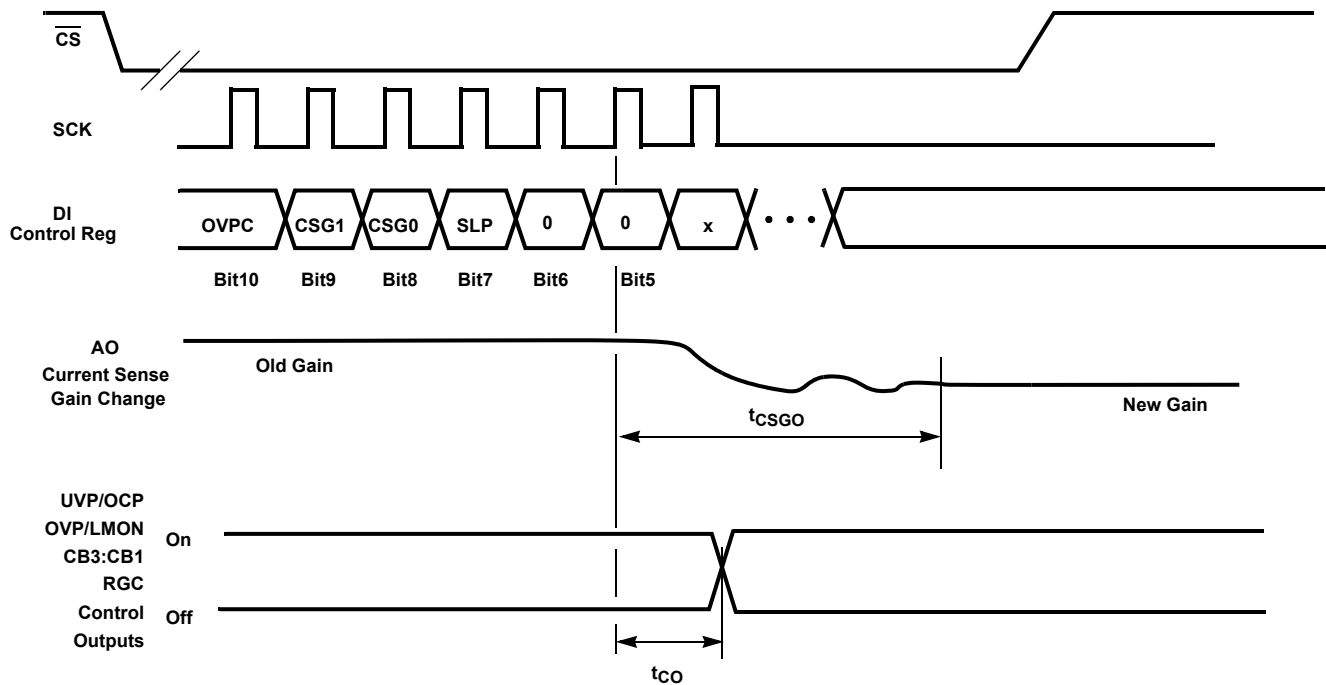 CS
SCK
DI
Control Reg
OVPC CSG1 CSG0 SLP 0 0 x
Bit10 Bit9 Bit8 Bit7 Bit6 Bit5
AO
Current Sense
Gain Change
Old Gain
New Gain
tCSGO
UVP/OCP
OVP/LMON
CB3:CB1
RGC
Control
Outputs
On
Off
tCO